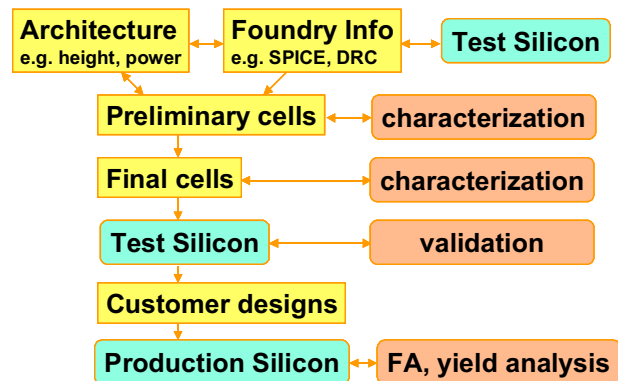 Architecture
e.g. height, power
Foundry Info
e.g. SPICE, DRC
Test Silicon
Preliminary cells
characterization
Final cells
characterization
Test Silicon
validation
Customer designs
Production Silicon
FA, yield analysis